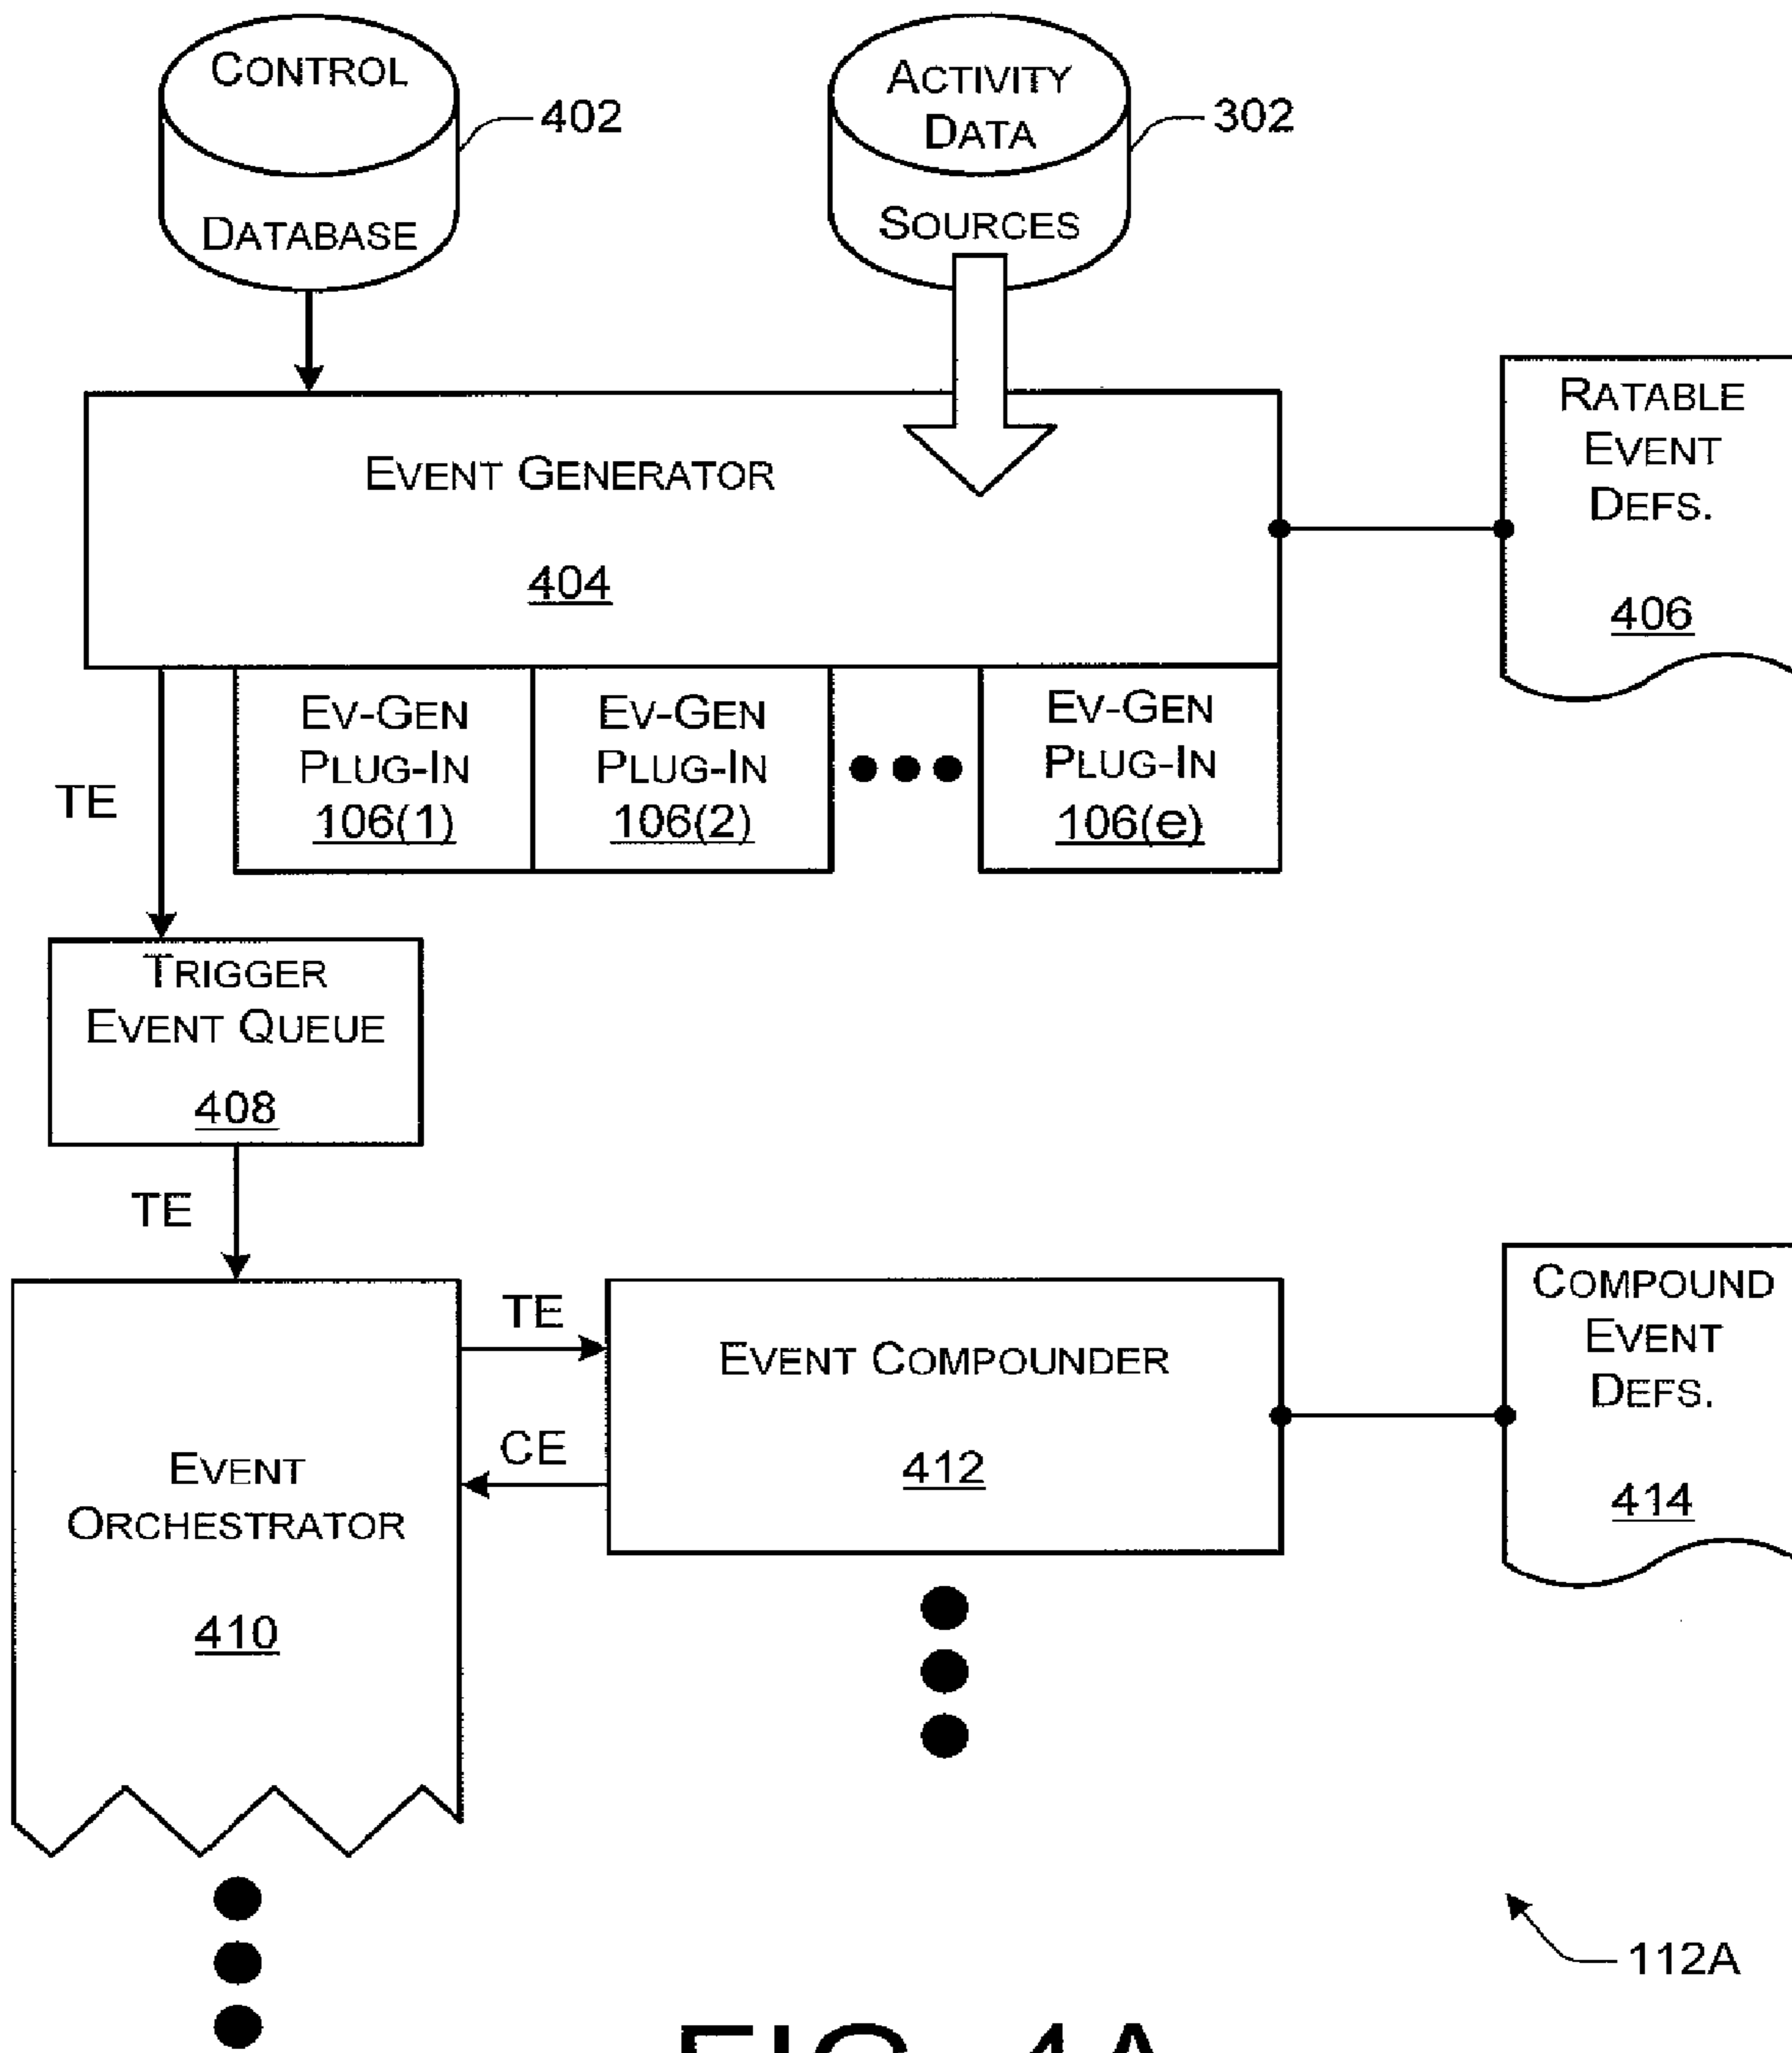 CONTROL
DATABASE
402
ACTIVITY
DATA
SOURCES
302
EVENT GENERATOR
404
RATABLE
EVENT
DEFS.
406
EV-GEN
PLUG-IN
106(1)
EV-GEN
PLUG-IN
106(2)
EV-GEN
PLUG-IN
106(e)
TE
TRIGGER
EVENT QUEUE
408
TE
EVENT
ORCHESTRATOR
410
TE
CE
EVENT COMPOUNDER
412
COMPOUND
EVENT
DEFS.
414
112A
FIG. 4A